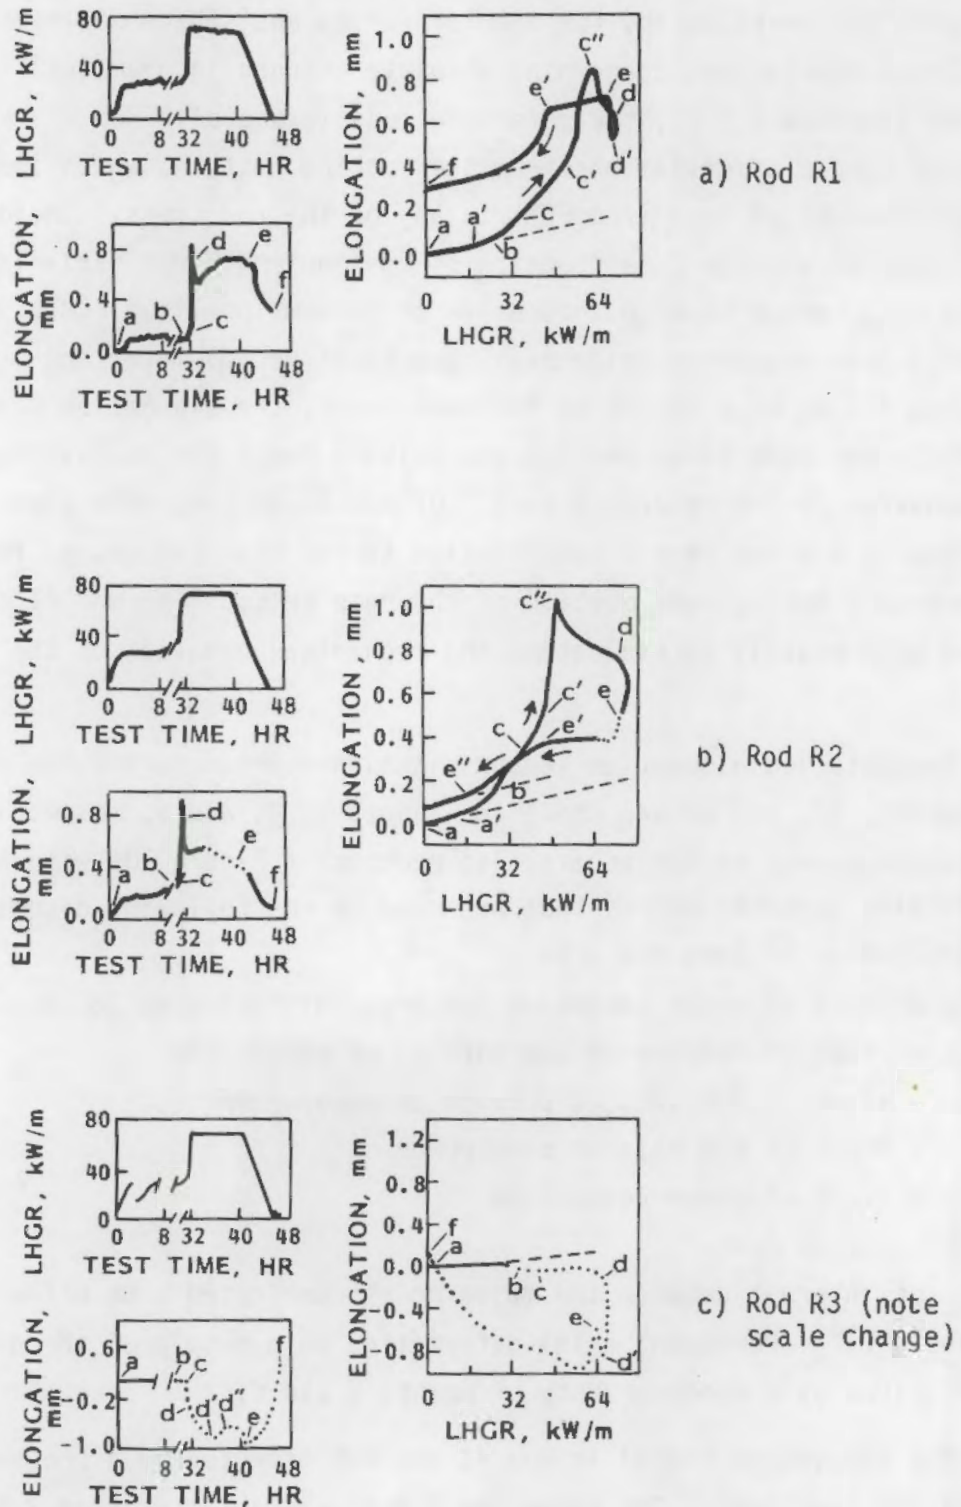 LHGR, kW/m
80
40
0
0 8 32 40 48
TEST TIME, HR
ELONGATION, mm
0.8
0.4
0.0
a b c d e f
0 8 32 40 48
TEST TIME, HR
ELONGATION, mm
1.0
0.8
0.6
0.4
0.2
0.0
a a' b c c' c'' d d' e e' f
0 32 64
LHGR, kW/m
a) Rod R1
LHGR, kW/m
80
40
0
0 8 32 40 48
TEST TIME, HR
ELONGATION, mm
0.8
0.4
0.0
a b c d e f
0 8 32 40 48
TEST TIME, HR
ELONGATION, mm
1.0
0.8
0.6
0.4
0.2
0.0
a a' b c c' c'' d e e' e''
0 32 64
LHGR, kW/m
b) Rod R2
LHGR, kW/m
80
40
0
0 8 32 40 48
TEST TIME, HR
ELONGATION, mm
0.6
-0.2
-1.0
a b c d d' d'' e f
0 8 32 40 48
TEST TIME, HR
ELONGATION, mm
1.2
0.8
0.4
0.0
-0.4
-0.8
f a b c d e d'
0 32 64
LHGR, kW/m
c) Rod R3 (note
scale change)